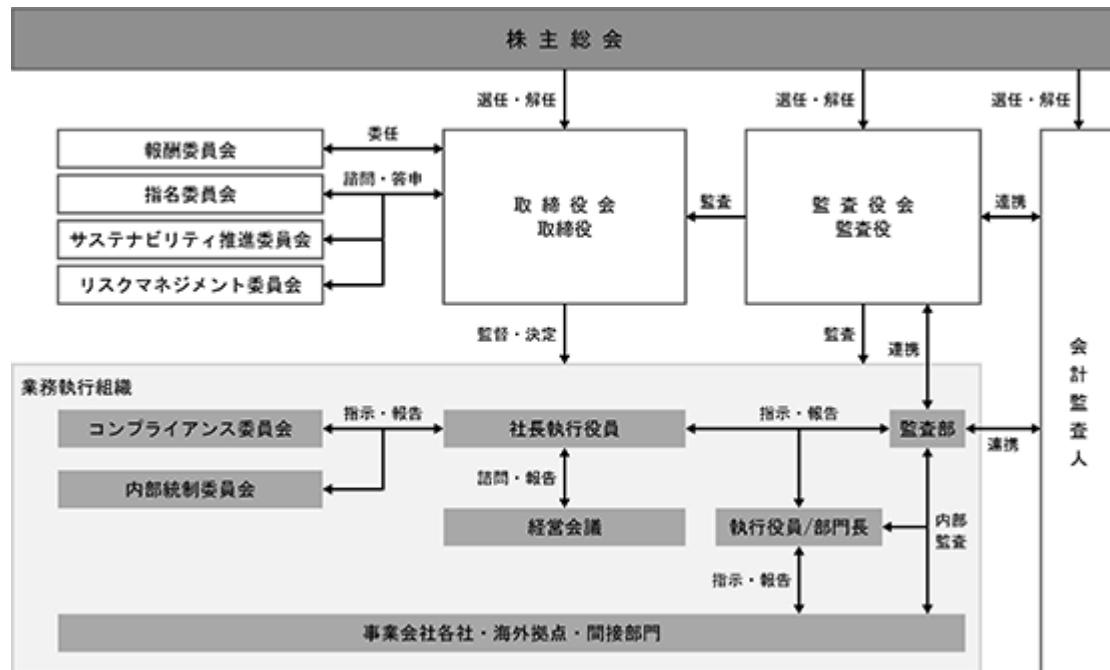 株主総会
選任・解任
選任・解任
選任・解任
報酬委員会
委任
指名委員会
諮問・答申
サステナビリティ推進委員会
リスクマネジメント委員会
取締役会
取締役
監査
監査役会
監査役
連携
監督・決定
監査
連携
会計監査人
業務執行組織
コンプライアンス委員会
指示・報告
社長執行役員
指示・報告
監査部
連携
内部統制委員会
諮問・報告
経営会議
執行役員/部門長
内部
監査
指示・報告
事業会社各社・海外拠点・間接部門